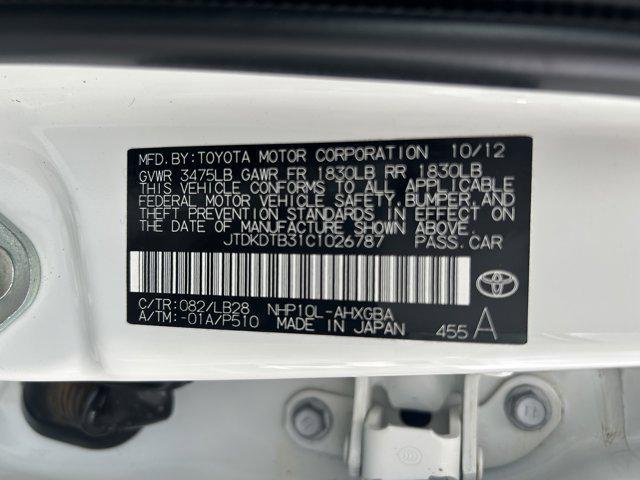 MFD.BY:TOYOTA MOTOR CORPORATION 10/12
GVWR 3475LB GAWR FR 1830LB RR 1830LB
THIS VEHICLE CONFORMS TO ALL APPLICABLE
FEDERAL MOTOR VEHICLE SAFETY,BUMPER,AND
THEFT PREVENTION STANDARDS IN EFFECT ON
THE DATE OF MANUFACTURE SHOWN ABOVE.
JTDKDTB31C1026787 PASS.CAR
C/TR:082/LB28 NHP10L-AHXGBA
A/TM:-01A/P510 MADE IN JAPAN 455 A